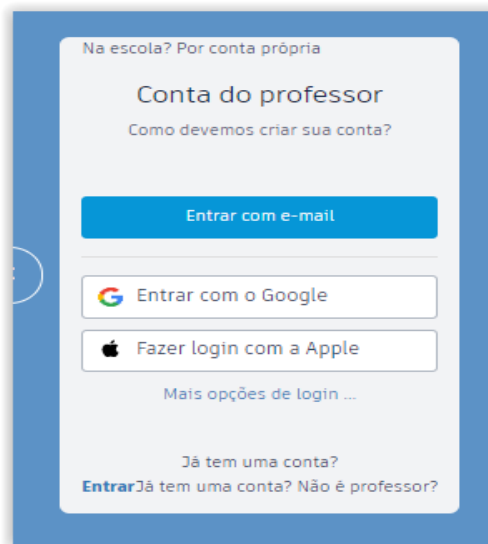 Na escola? Por conta própria
Conta do professor
Como devemos criar sua conta?
Entrar com e-mail
Entrar com o Google
Fazer login com a Apple
Mais opções de login ...
Já tem uma conta?
EntrarJá tem uma conta? Não é professor?